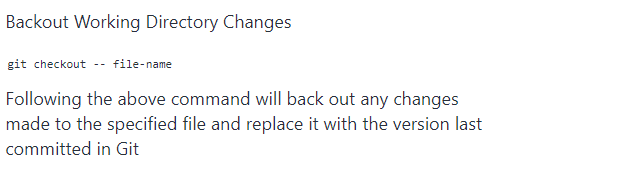 Backout Working Directory Changes
git checkout -- file-name
Following the above command will back out any changes
made to the specified file and replace it with the version last
committed in Git